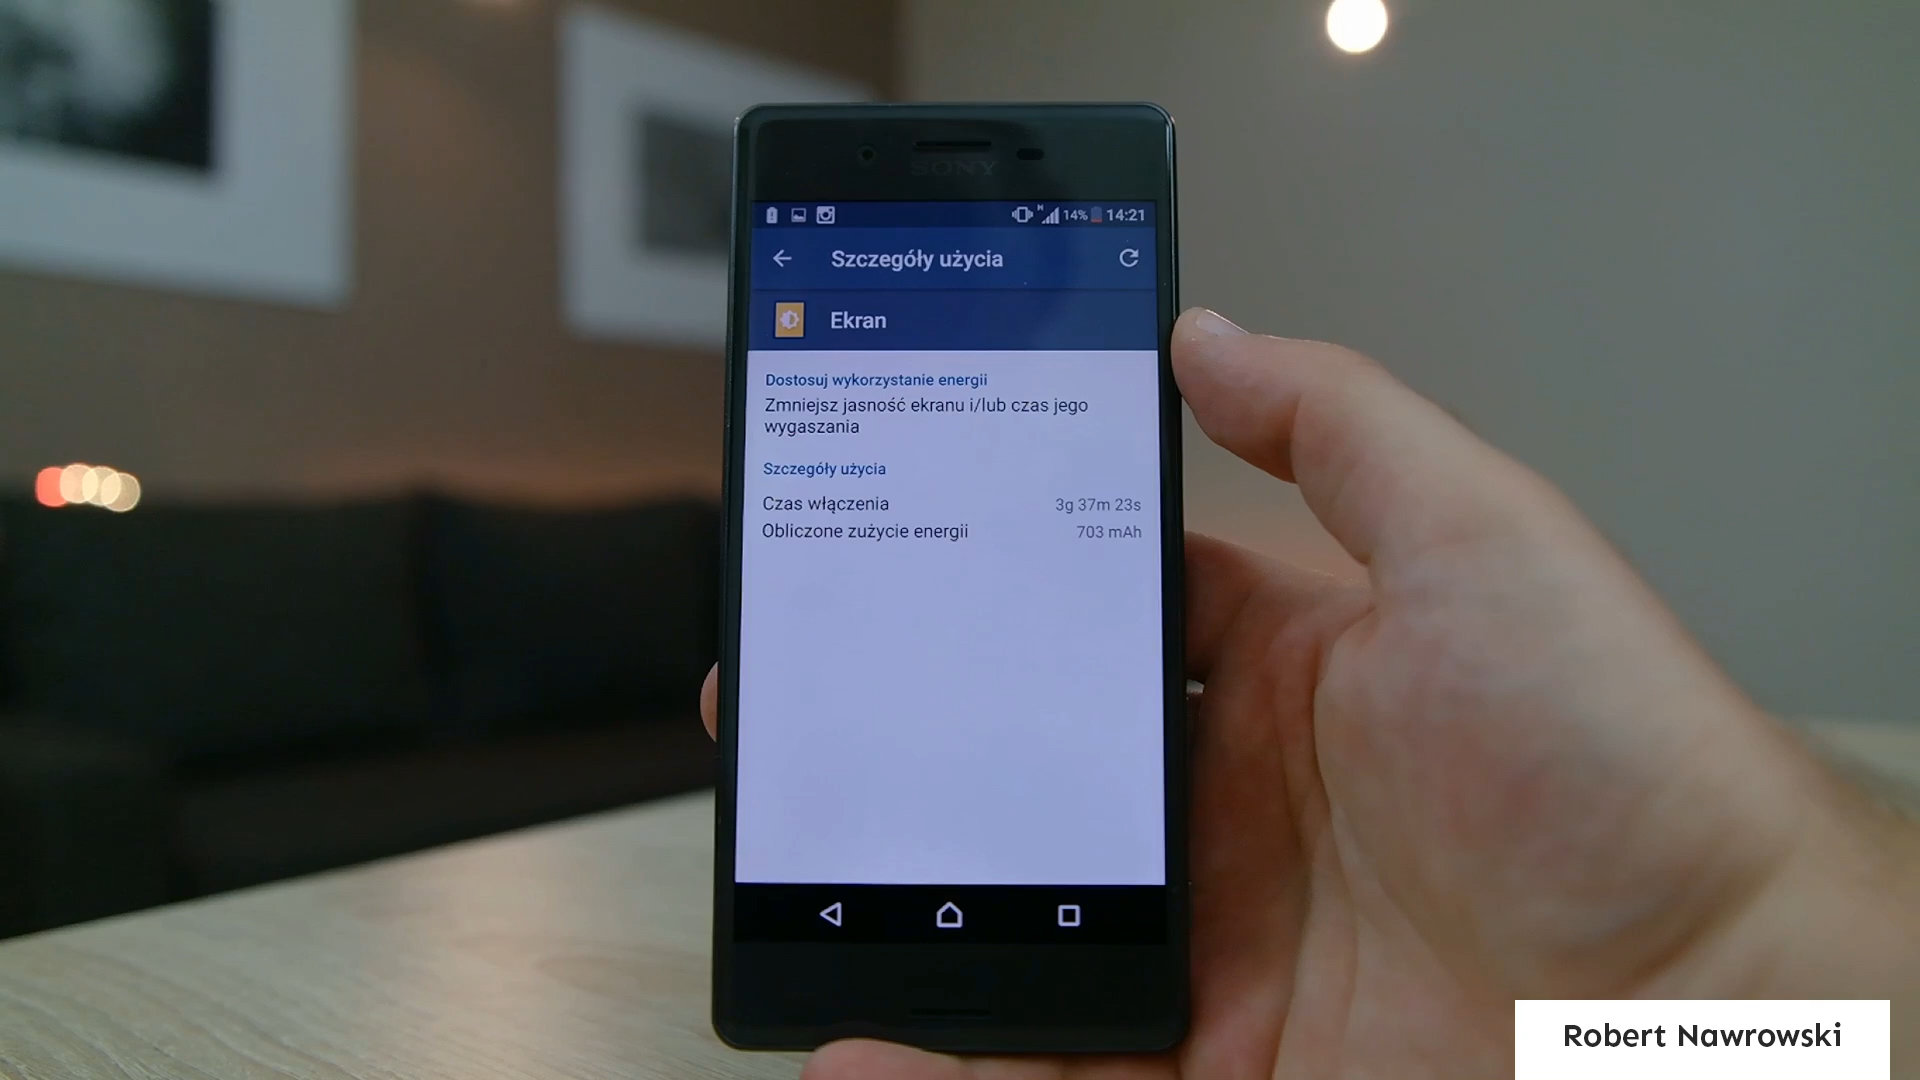 SONY
14% 14:21
Szczegóły użycia
Ekran
Dostosuj wykorzystanie energii
Zmniejsz jasność ekranu i/lub czas jego
wygaszania
Szczegóły użycia
Czas włączenia 3g 37m 23s
Obliczone zużycie energii 703 mAh
Robert Nawrowski